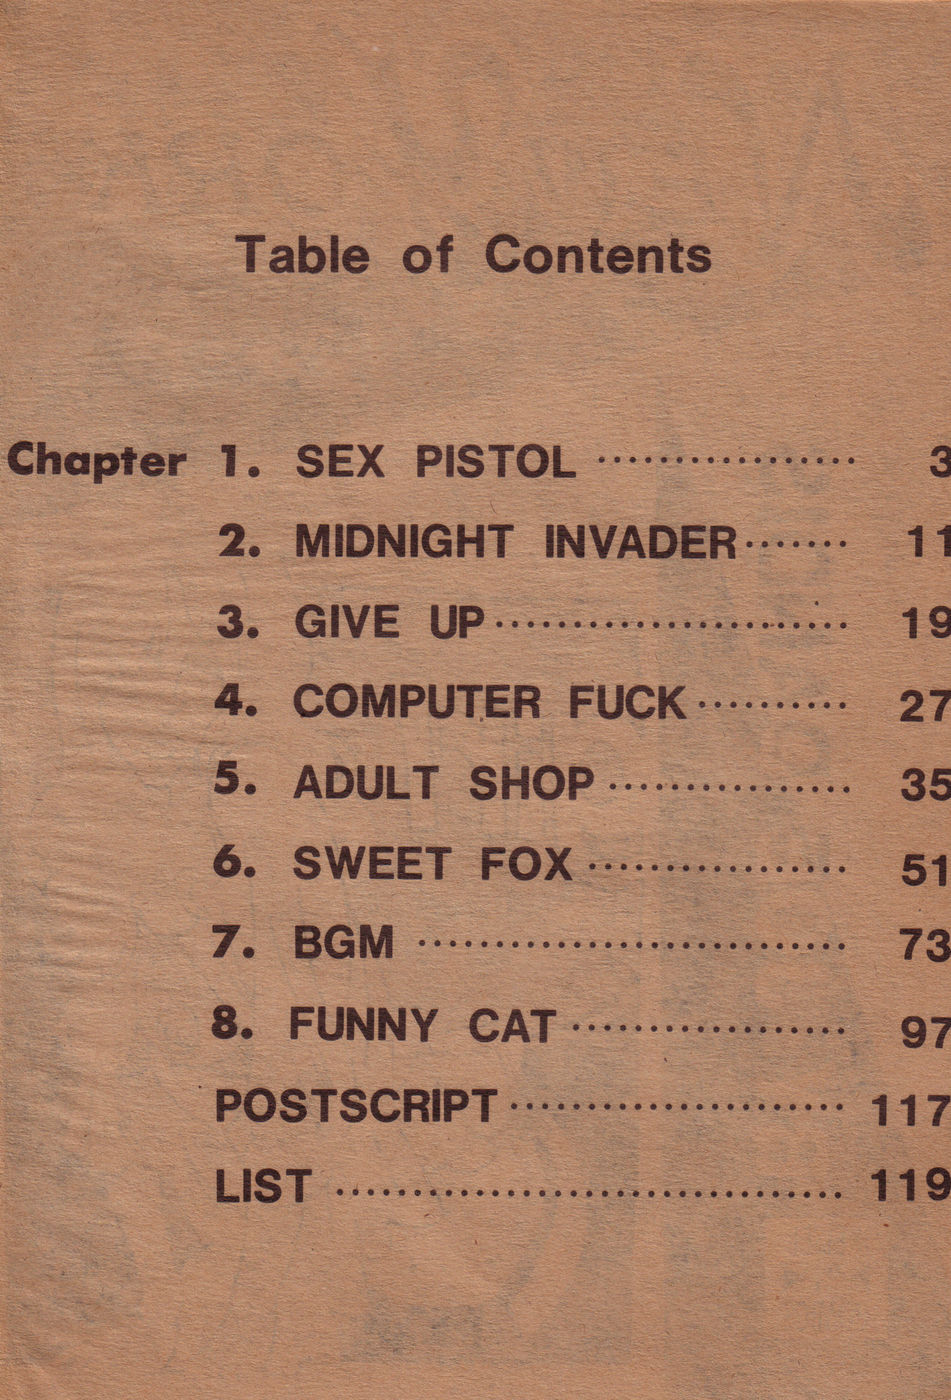 Table of Contents
Chapter 1. SEX PISTOL ················· 3
2. MIDNIGHT INVADER ······· 11
3. GIVE UP ······················· 19
4. COMPUTER FUCK ·········· 27
5. ADULT SHOP ················ 35
6. SWEET FOX ················· 51
7. BGM ···························· 73
8. FUNNY CAT ·················· 97
POSTSCRIPT ······················ 117
LIST ································· 119